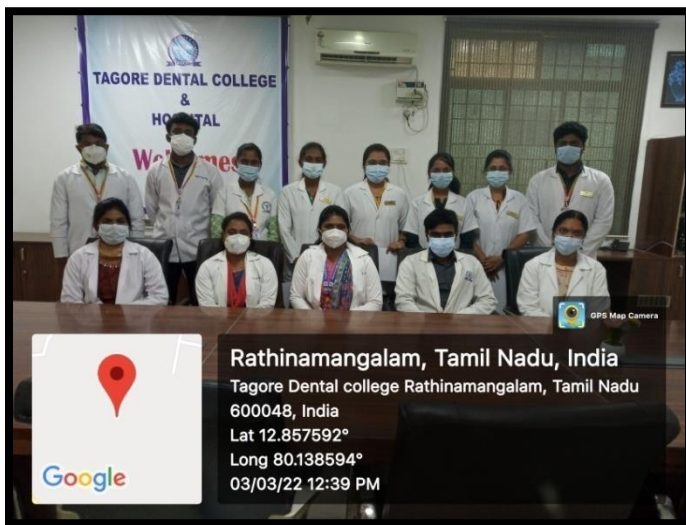 TAGORE DENTAL COLLEGE
&
HOSPITAL
GPS Map Camera
Rathinamangalam, Tamil Nadu, India
Tagore Dental college Rathinamangalam, Tamil Nadu
600048, India
Lat 12.857592°
Long 80.138594°
03/03/22 12:39 PM
Google